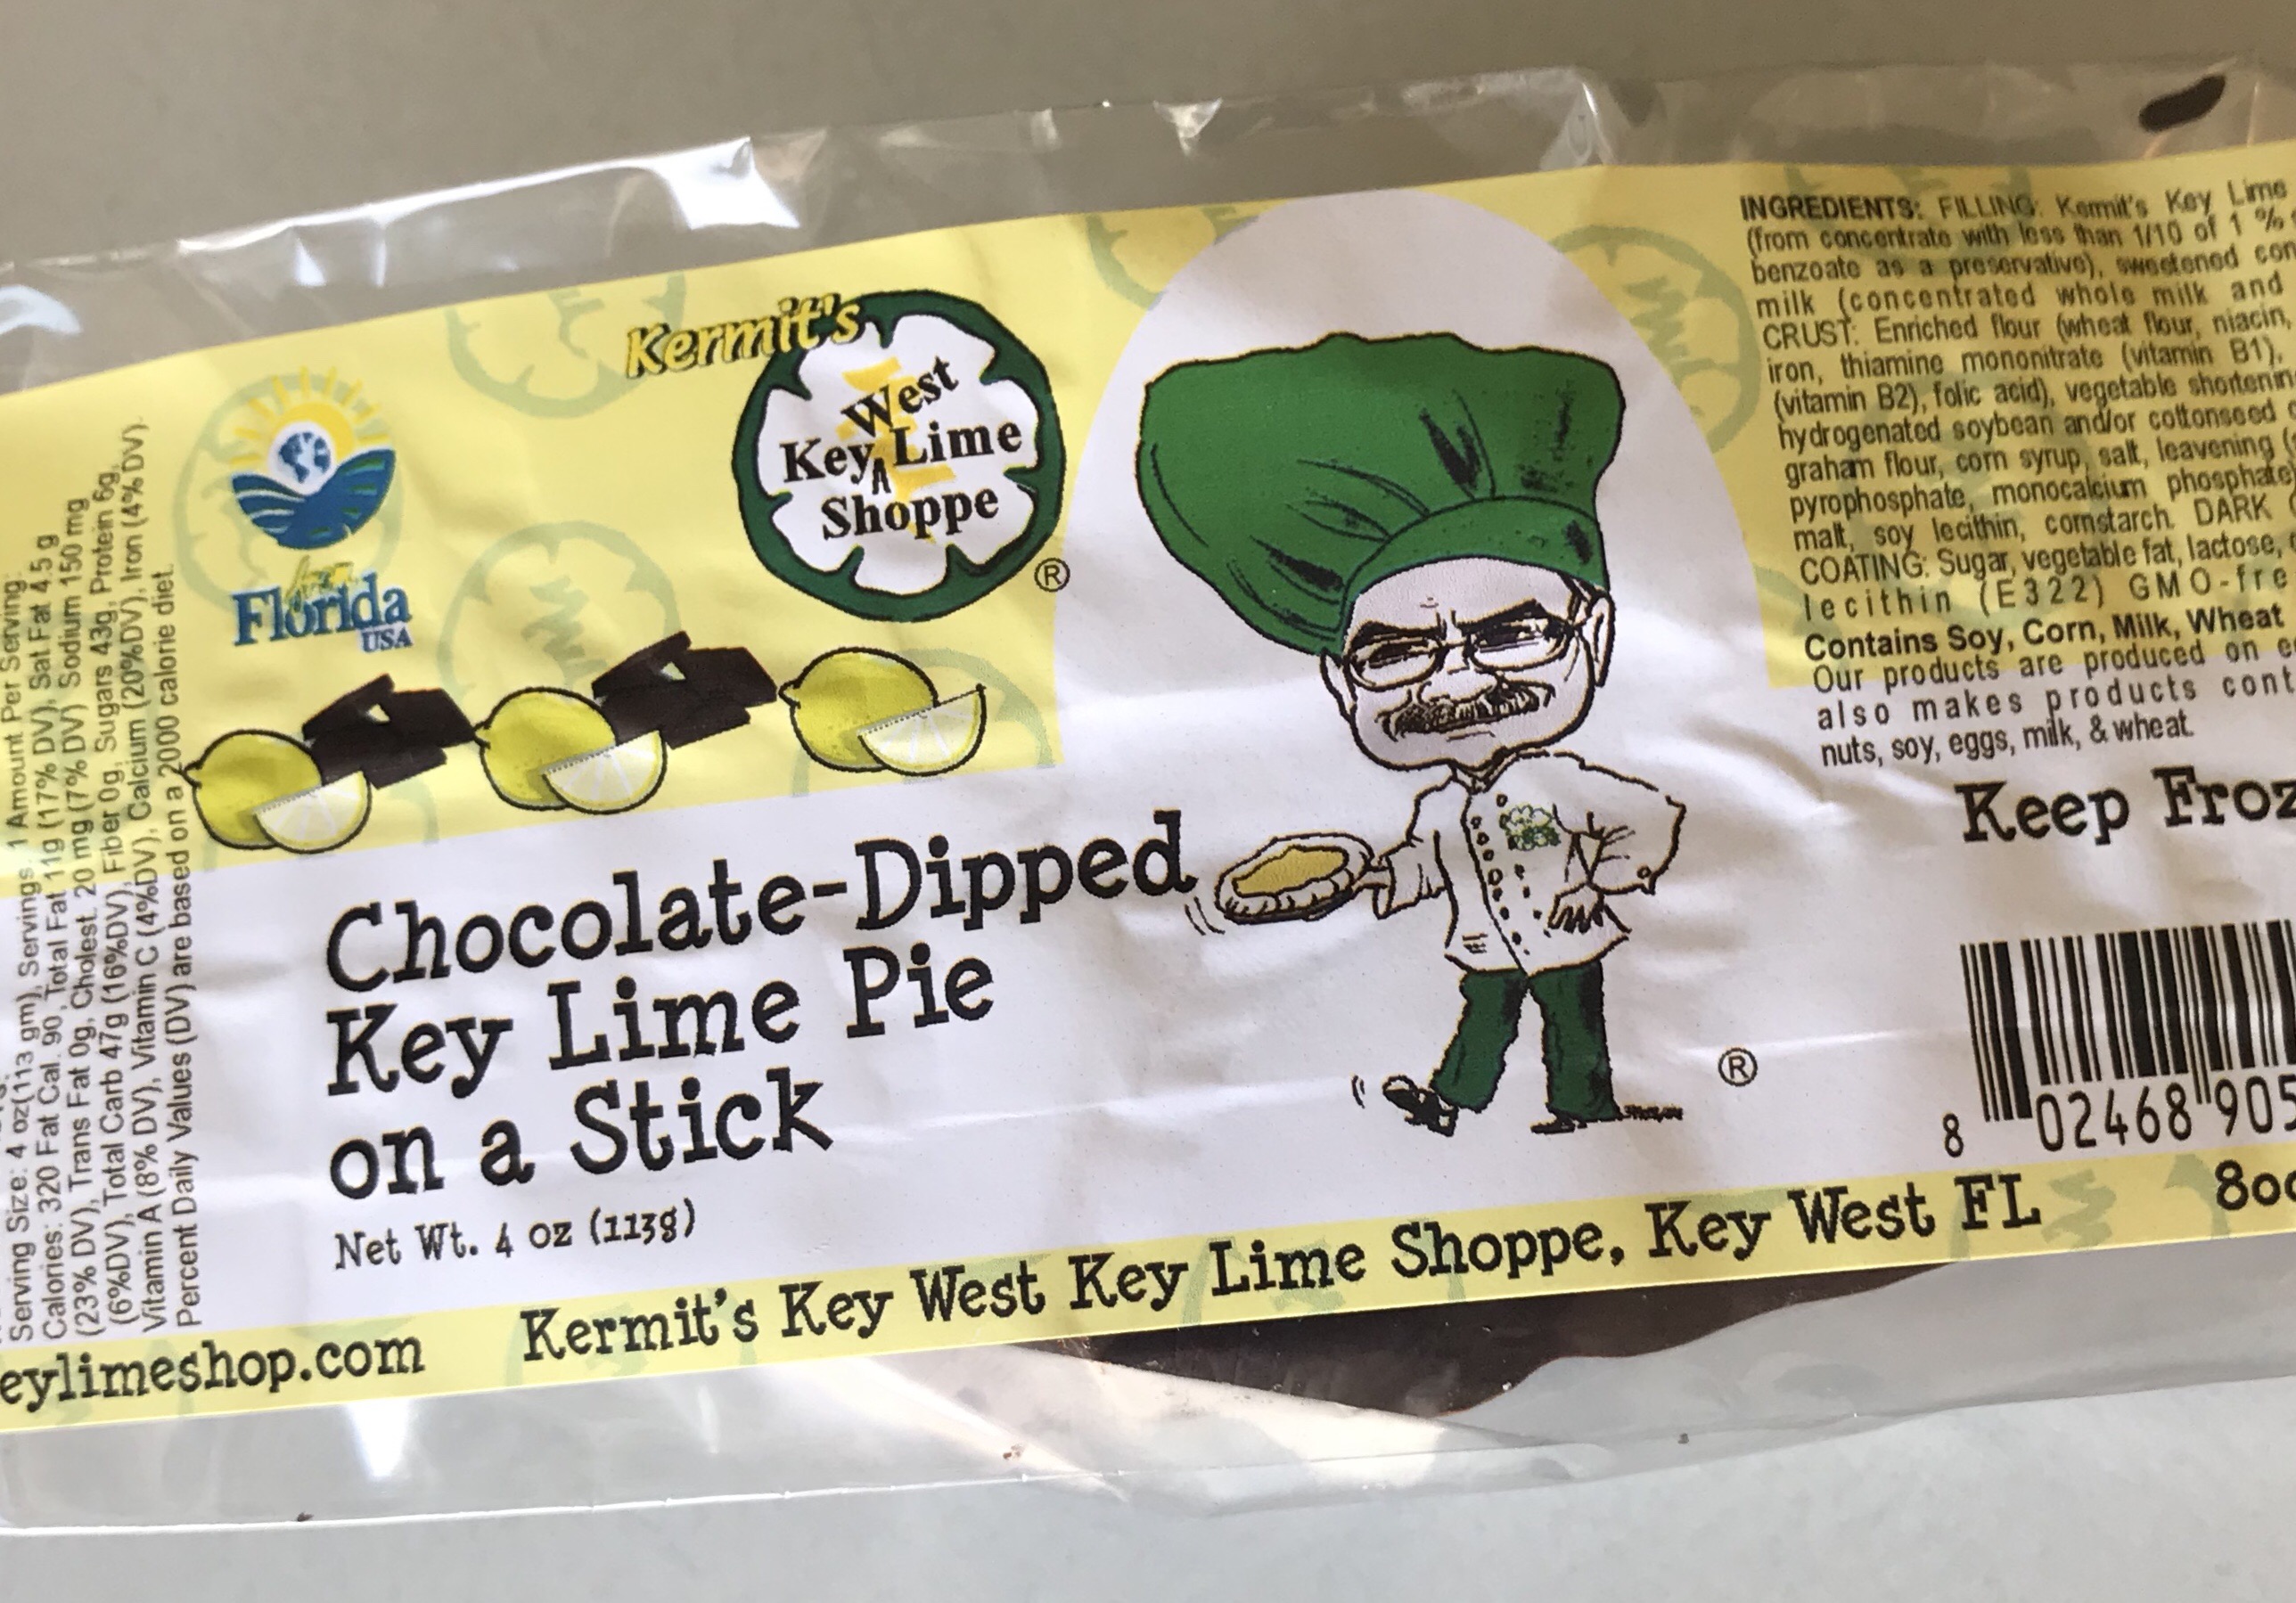 Serving Size: 4 oz(113 gm), Servings: 1 Amount Per Serving:
Calories: 320 Fat Cal. 90, Total Fat 11g (17% DV), Sat Fat 4.5 g
(23% DV), Trans Fat 0g, Cholest. 20 mg (7% DV) Sodium 150 mg
(6%DV), Total Carb 47g (16%DV), Fiber 0g, Sugars 43g, Protein 6g,
Vitamin A (8% DV), Vitamin C (4%DV), Calcium (20%DV), Iron (4% DV).
Percent Daily Values (DV) are based on a 2000 calorie diet.
Florida
USA
Kermit's
West
Key Lime
Shoppe
®
Chocolate-Dipped
Key Lime Pie
on a Stick
Net Wt. 4 oz (113g)
®
INGREDIENTS: FILLING: Kermit's Key Lime
(from concentrate with less than 1/10 of 1 %
benzoate as a preservative), sweetened con
milk (concentrated whole milk and
CRUST: Enriched flour (wheat flour, niacin,
iron, thiamine mononitrate (vitamin B1),
(vitamin B2), folic acid), vegetable shortenin
hydrogenated soybean and/or cottonseed
graham flour, corn syrup, salt, leavening
pyrophosphate, monocalcium phosphate
malt, soy lecithin, cornstarch. DARK
COATING: Sugar, vegetable fat, lactose,
lecithin (E322) GMO-fre
Contains Soy, Corn, Milk, Wheat
Our products are produced on
also makes products cont
nuts, soy, eggs, milk, & wheat.
Keep Froz
8 02468 905
eylimeshop.com Kermit's Key West Key Lime Shoppe, Key West FL 800